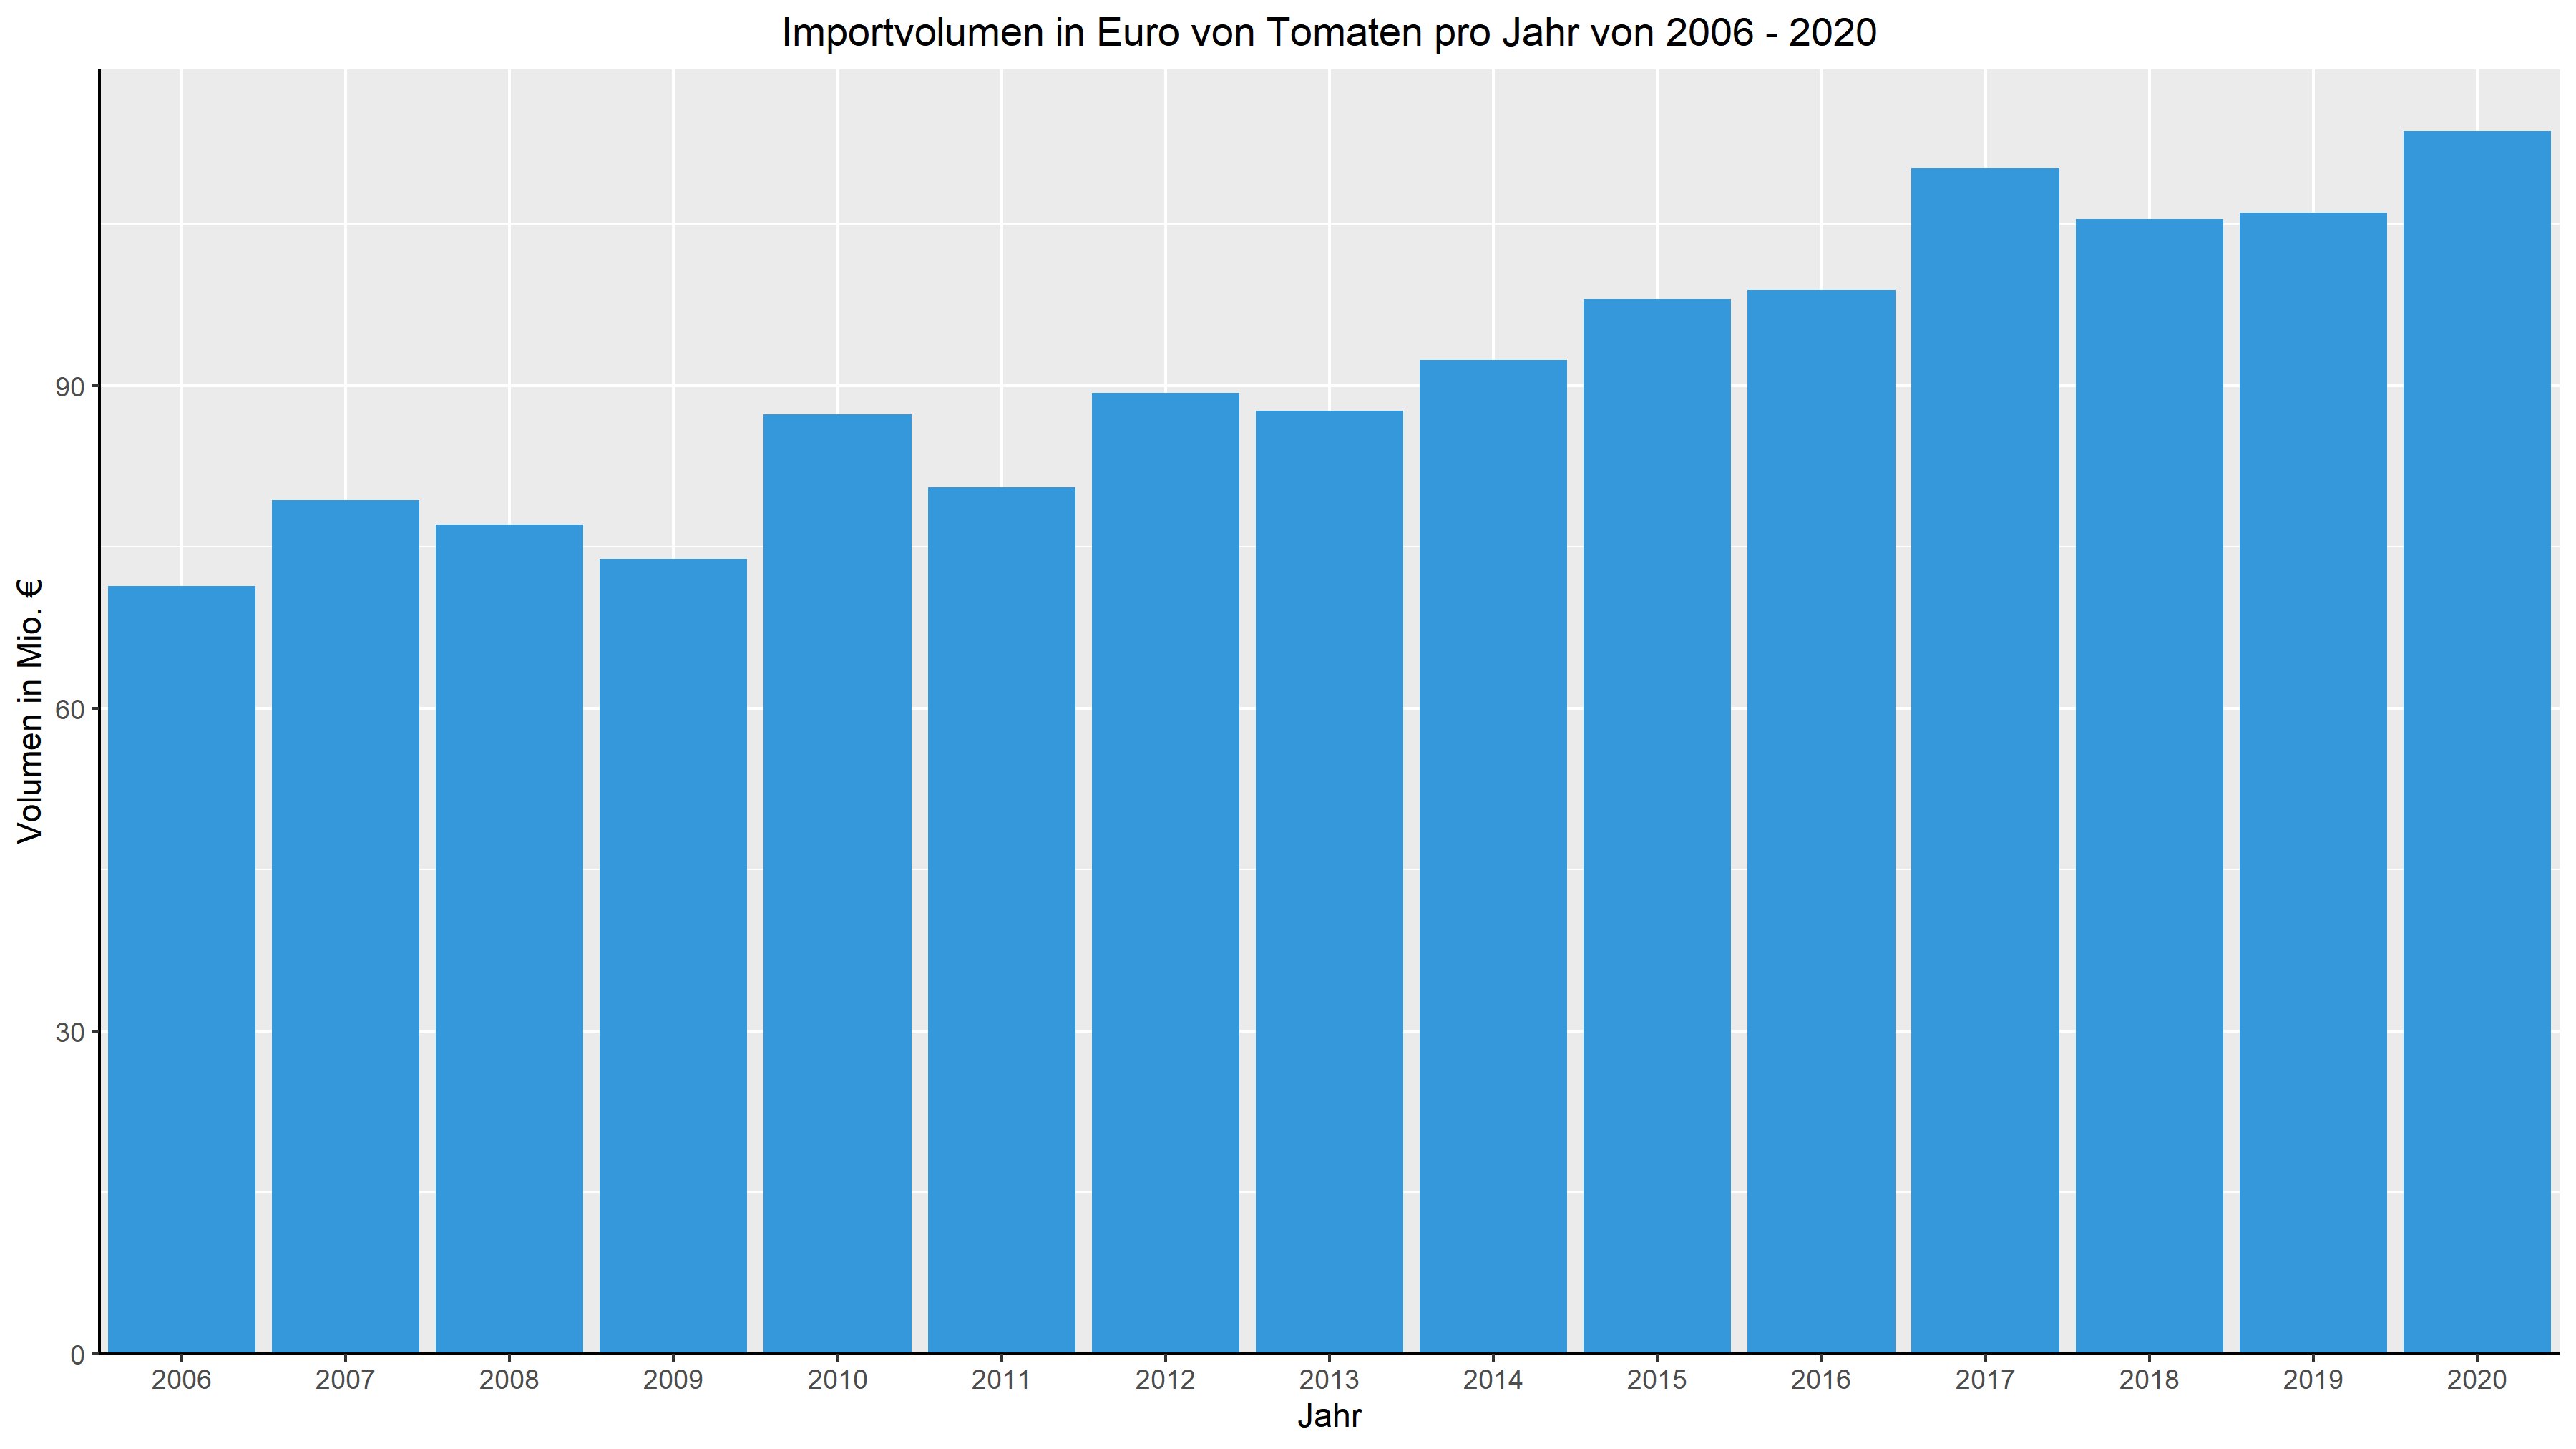 Importvolumen in Euro von Tomaten pro Jahr von 2006 - 2020
Volumen in Mio. €
90
60
30
0
2006 2007 2008 2009 2010 2011 2012 2013 2014 2015 2016 2017 2018 2019 2020
Jahr